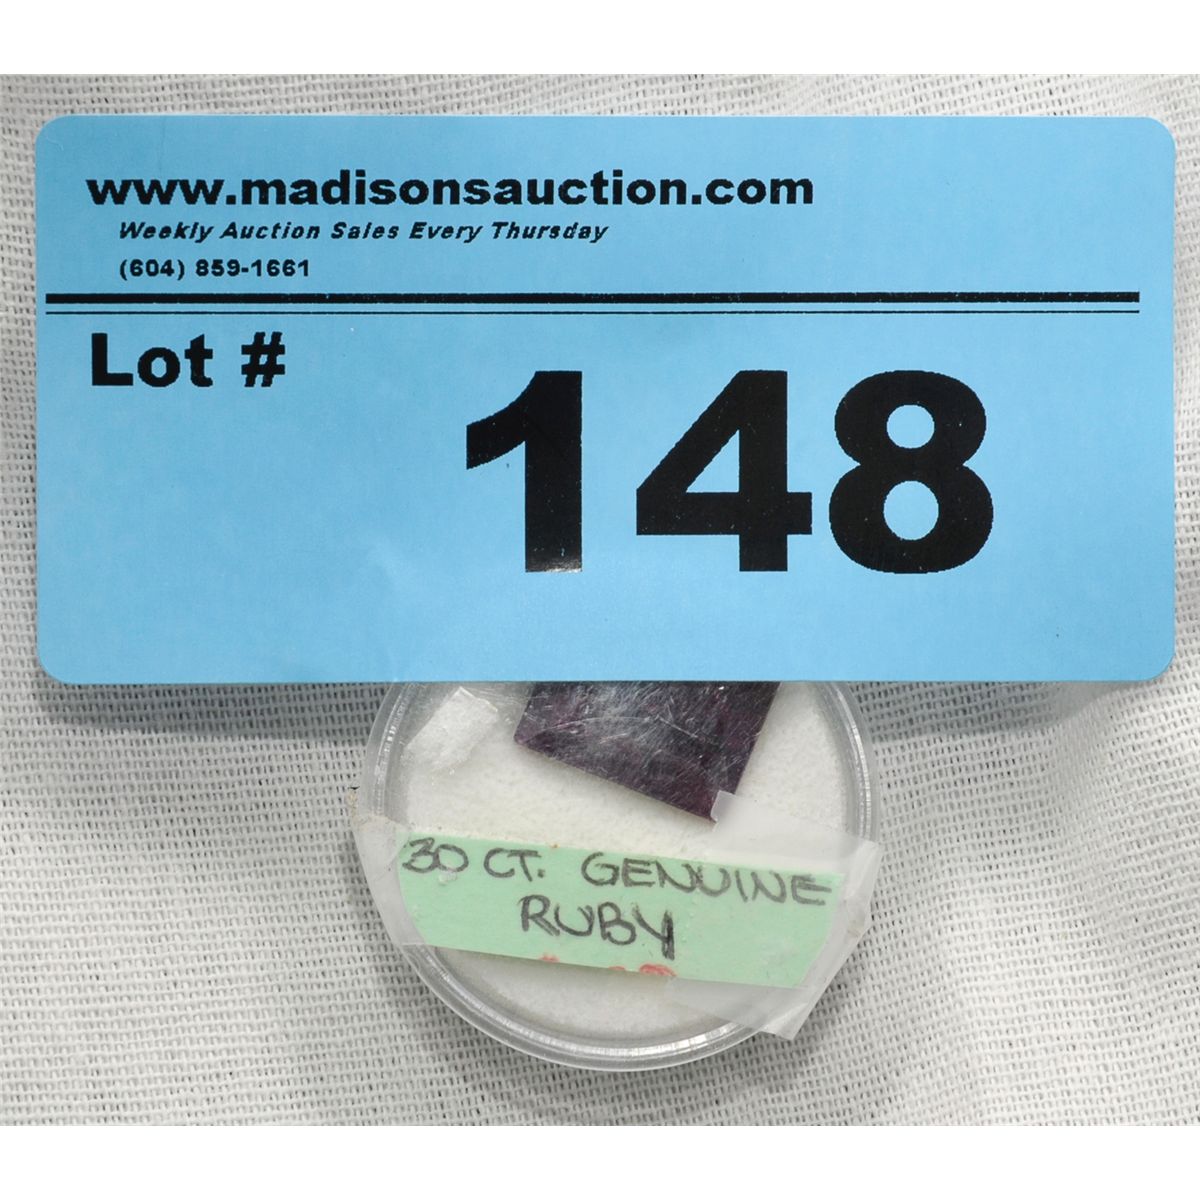 www.madisonsauction.com
Weekly Auction Sales Every Thursday
(604) 859-1661
Lot #
148
30 CT. GENUINE
RUBY